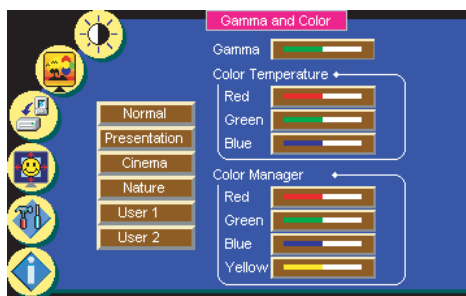 Gamma and Color
Gamma
Color Temperature
Red
Green
Blue
Normal
Presentation
Cinema
Nature
User 1
User 2
Color Manager
Red
Green
Blue
Yellow